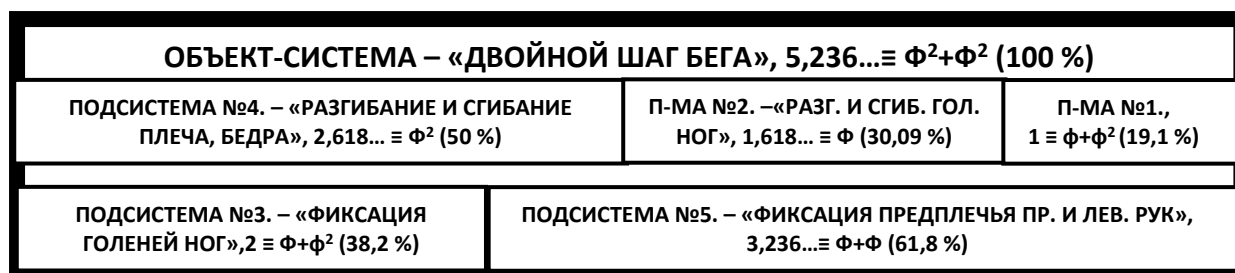 ОБЪЕКТ-СИСТЕМА – «ДВОЙНОЙ ШАГ БЕГА», 5,236...≡ Ф²+Ф² (100 %)
ПОДСИСТЕМА №4. – «РАЗГИБАНИЕ И СГИБАНИЕ
ПЛЕЧА, БЕДРА», 2,618... ≡ Ф² (50 %)
П-МА №2. –«РАЗГ. И СГИБ. ГОЛ.
НОГ», 1,618... ≡ Ф (30,09 %)
П-МА №1.,
1 ≡ ф+ф² (19,1 %)
ПОДСИСТЕМА №3. – «ФИКСАЦИЯ
ГОЛЕНЕЙ НОГ»,2 ≡ Ф+ф² (38,2 %)
ПОДСИСТЕМА №5. – «ФИКСАЦИЯ ПРЕДПЛЕЧЬЯ ПР. И ЛЕВ. РУК»,
3,236...≡ Ф+Ф (61,8 %)